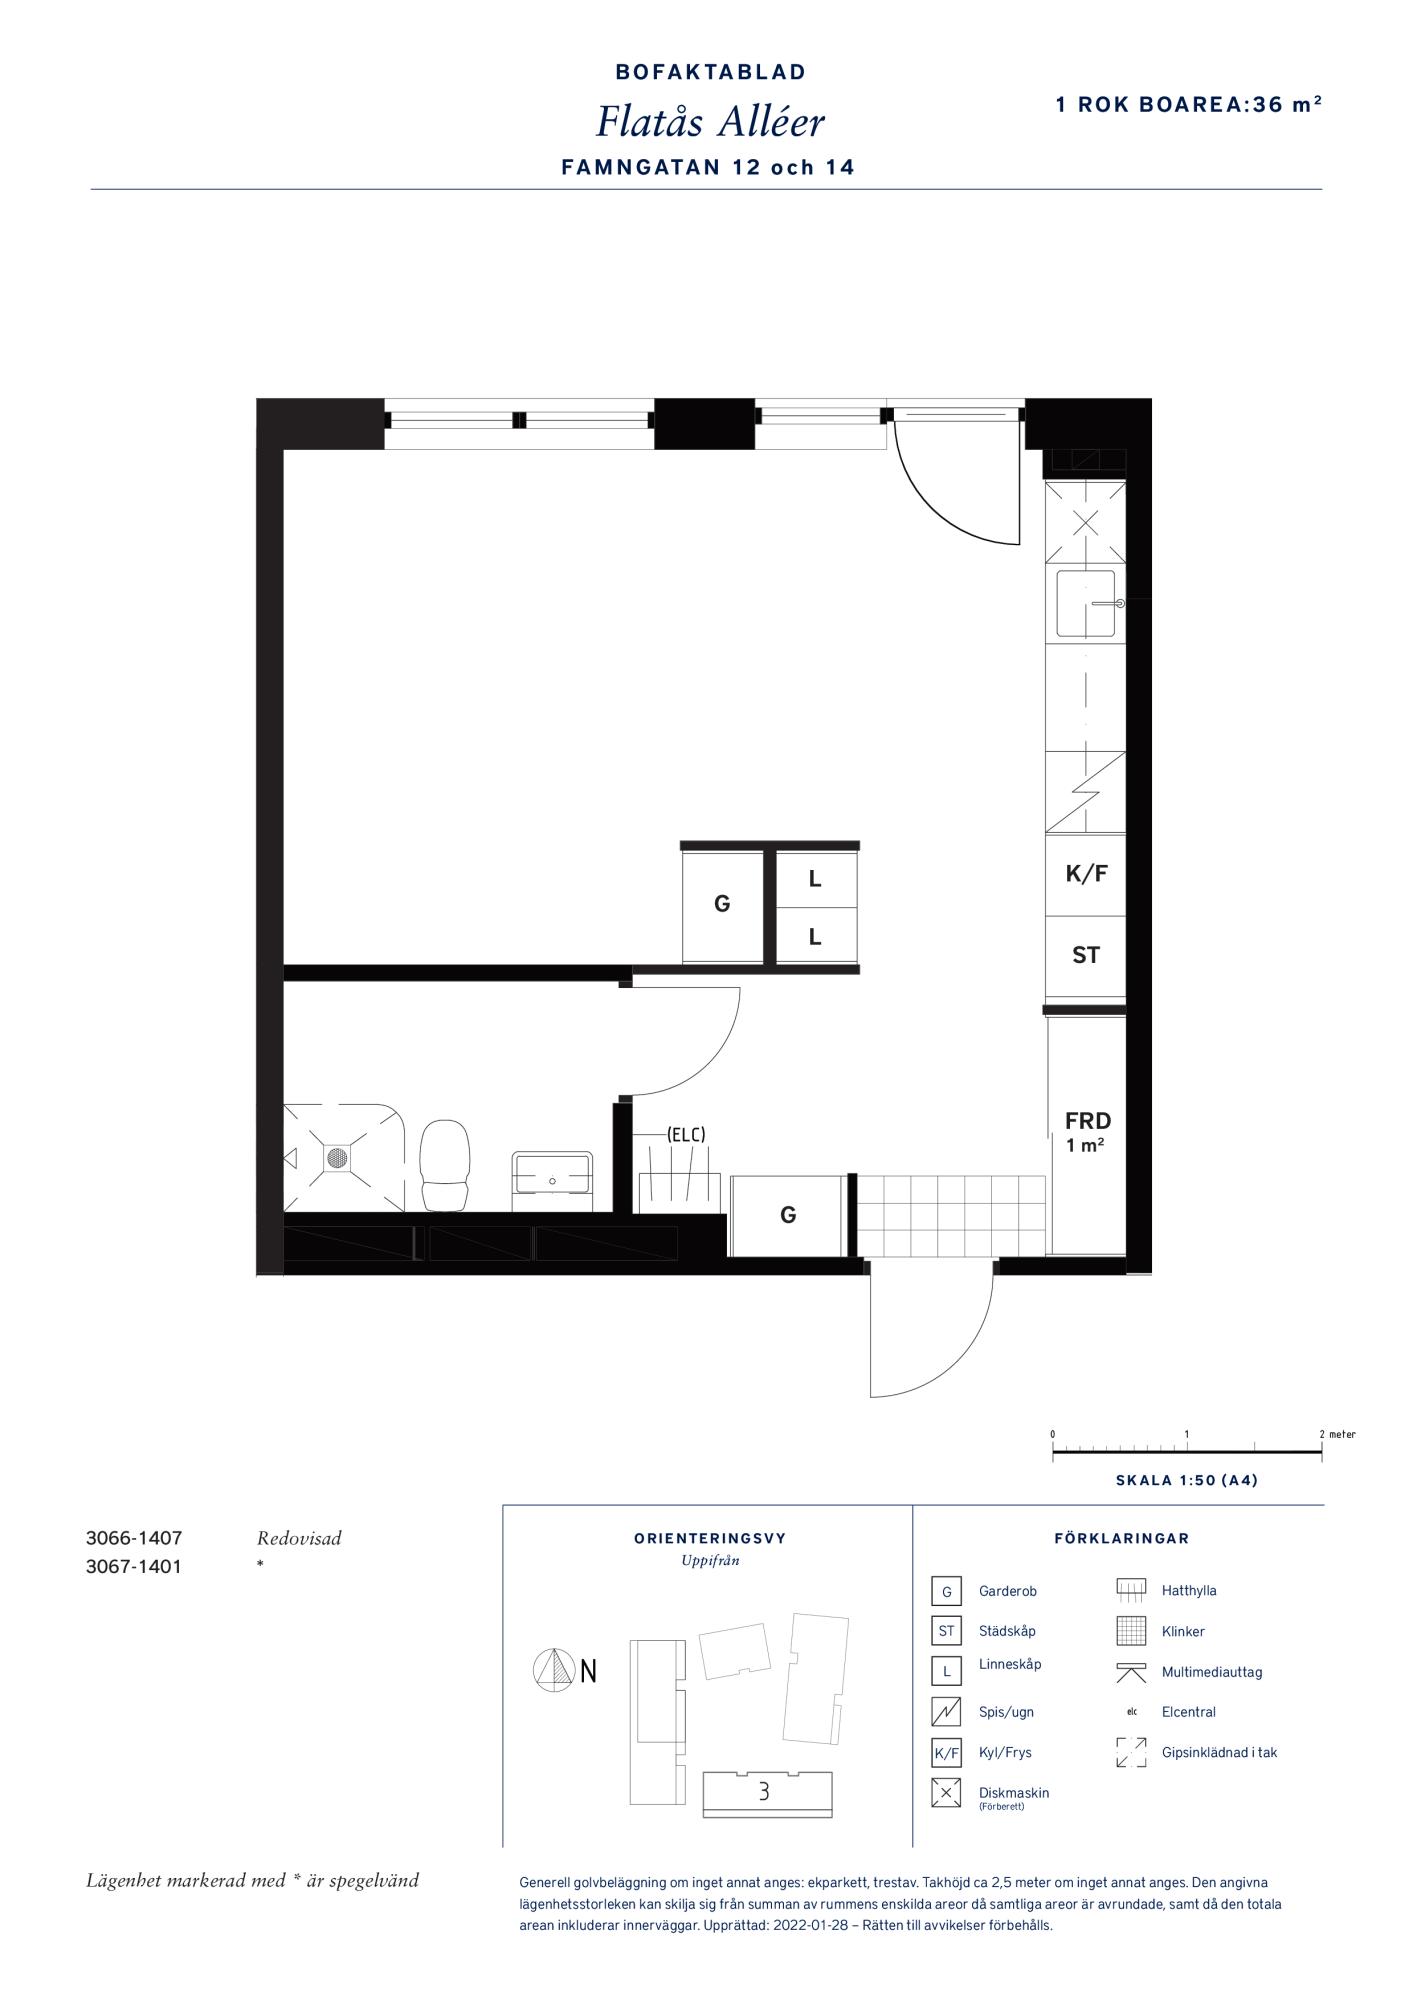 BOFAKTABLAD
Flatås Alléer
FAMNGATAN 12 och 14
1 ROK BOAREA:36 m²
G
L
L
K/F
ST
FRD
1 m²
(ELC)
G
0 1 2 meter
SKALA 1:50 (A4)
3066-1407 Redovisad
3067-1401 *
Lägenhet markerad med * är spegelvänd
ORIENTERINGSVY
Uppifrån
N
3
FÖRKLARINGAR
G Garderob
ST Städskåp
L Linneskåp
Spis/ugn
K/F Kyl/Frys
Diskmaskin
(Förberett)
Hatthylla
Klinker
Multimediauttag
elc Elcentral
Gipsinklädnad i tak
Generell golvbeläggning om inget annat anges: ekparkett, trestav. Takhöjd ca 2,5 meter om inget annat anges. Den angivna
lägenhetsstorleken kan skilja sig från summan av rummens enskilda areor då samtliga areor är avrundade, samt då den totala
arean inkluderar innerväggar. Upprättad: 2022-01-28 – Rätten till avvikelser förbehålls.